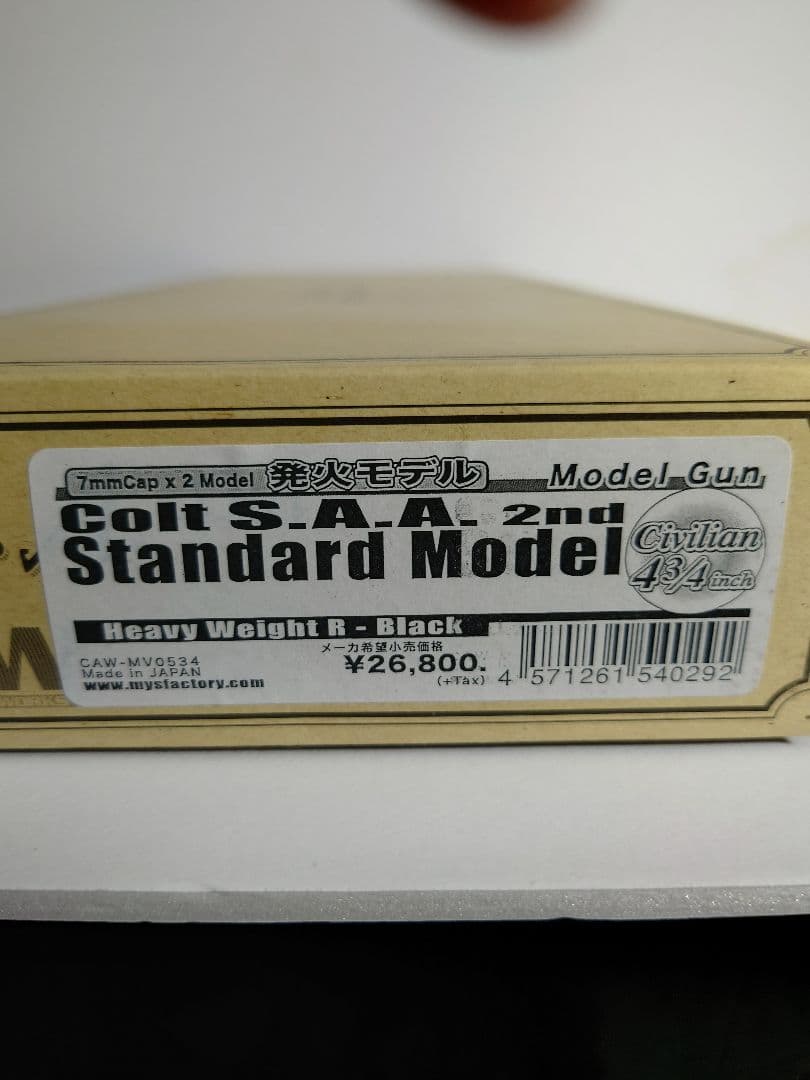 7mmCap x 2 Model 発火モデル Model Gun
Colt S.A.A. 2nd
Standard Model
Civilian
4 3/4 inch
Heavy Weight R - Black
メーカ希望小売価格
¥26,800.
(+Tax)
CAW-MV0534
Made in JAPAN
www.mysfactory.com
4 571261 540292